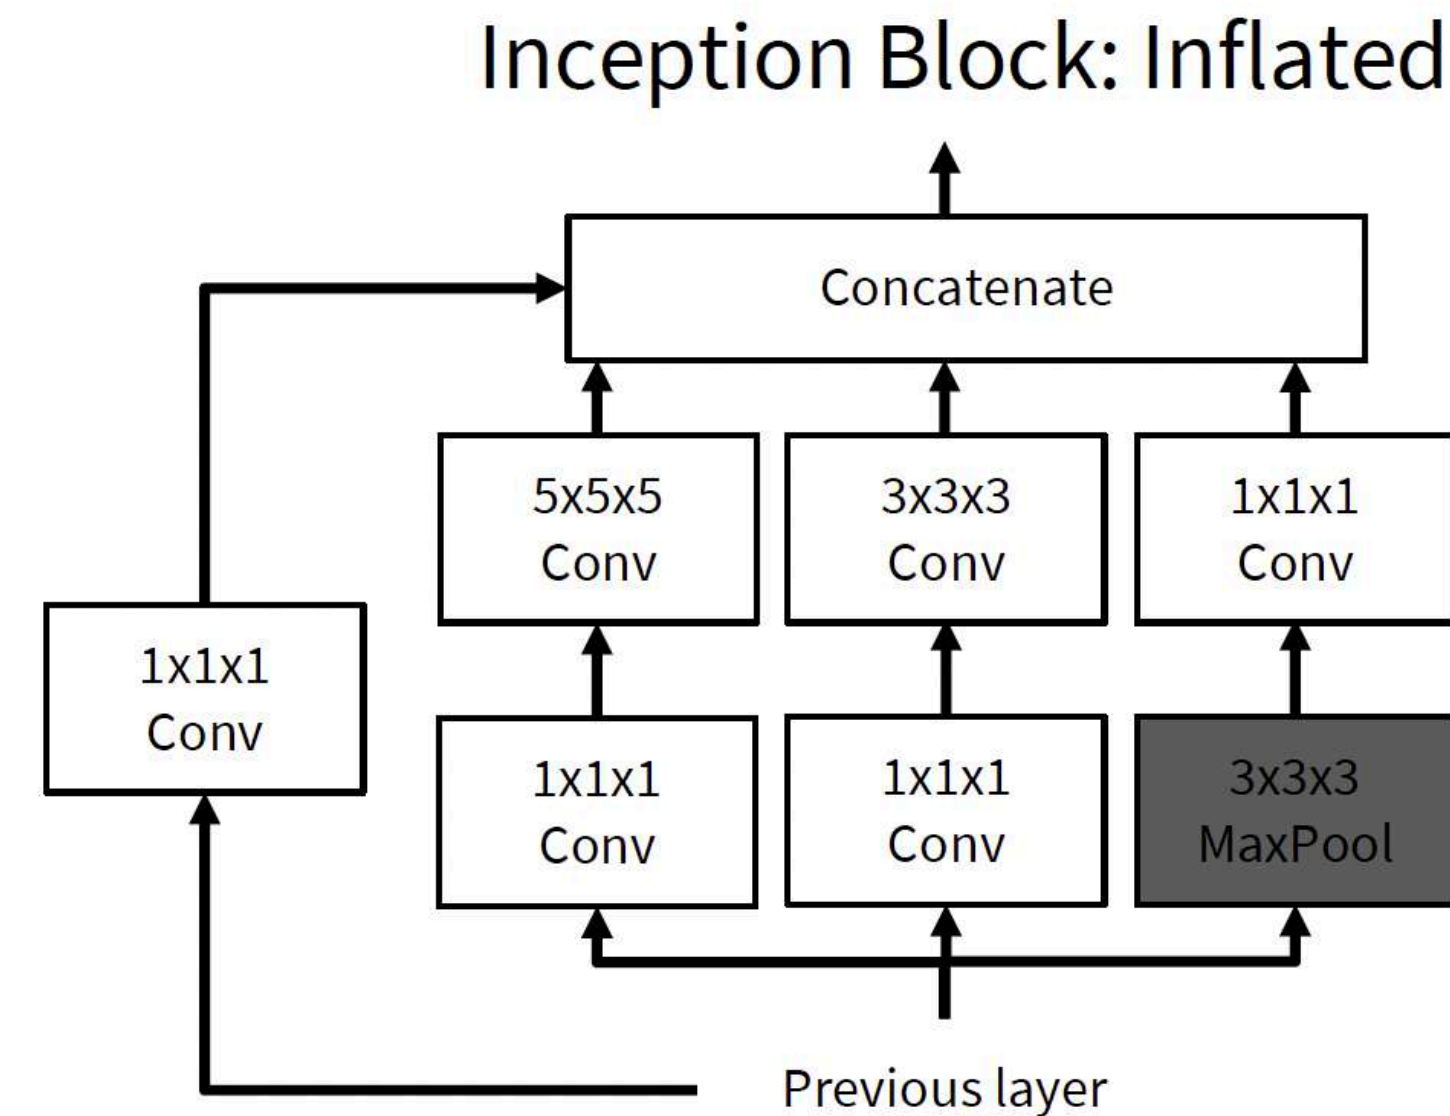 Inception Block: Inflated
Concatenate
5x5x5
Conv
3x3x3
Conv
1x1x1
Conv
1x1x1
Conv
1x1x1
Conv
1x1x1
Conv
3x3x3
MaxPool
Previous layer